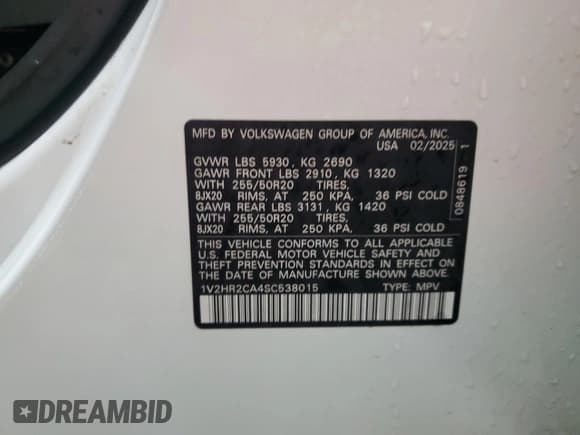 MFD BY VOLKSWAGEN GROUP OF AMERICA, INC.
USA 02/2025
GVWR LBS 5930, KG 2690
GAWR FRONT LBS 2910, KG 1320
WITH 255/50R20 TIRES,
8JX20 RIMS, AT 250 KPA, 36 PSI COLD
GAWR REAR LBS 3131, KG 1420
WITH 255/50R20 TIRES,
8JX20 RIMS, AT 250 KPA, 36 PSI COLD
THIS VEHICLE CONFORMS TO ALL APPLICABLE
U.S. FEDERAL MOTOR VEHICLE SAFETY AND
THEFT PREVENTION STANDARDS IN EFFECT ON
THE DATE OF MANUFACTURE SHOWN ABOVE.
1V2HR2CA4SC538015 TYPE: MPV
0848619 1
DREAMBID